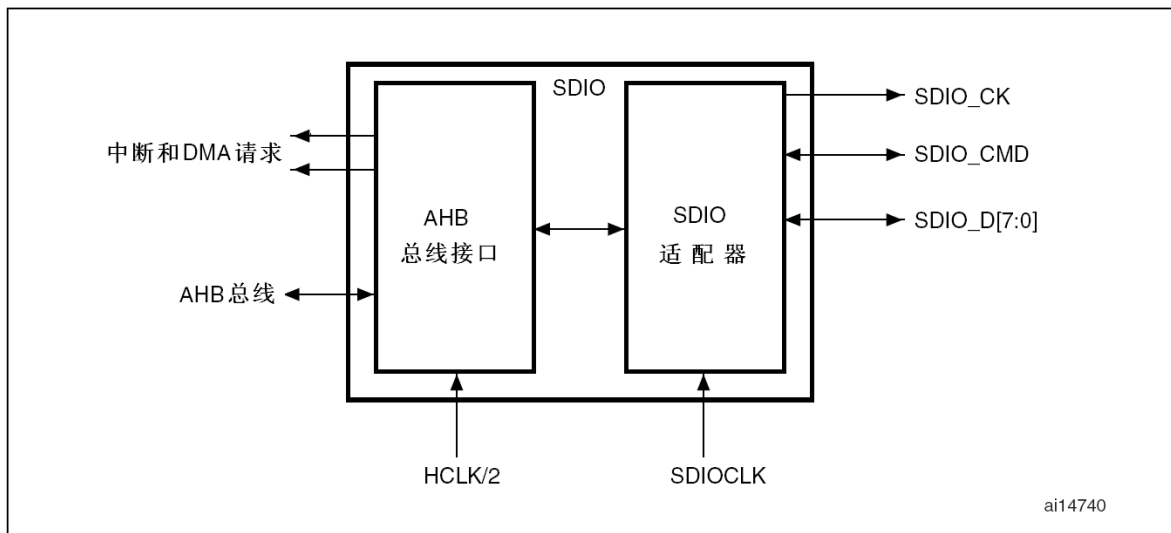 SDIO
SDIO_CK
中断和DMA请求
SDIO_CMD
AHB
总线接口
SDIO
适配器
SDIO_D[7:0]
AHB总线
HCLK/2
SDIOCLK
ai14740